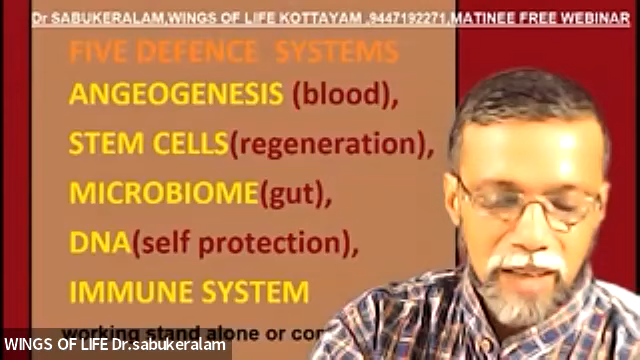 Dr SABUKERALAM,WINGS OF LIFE KOTTAYAM ,9447192271,MATINEE FREE WEBINAR
FIVE DEFENCE SYSTEMS
ANGEOGENESIS (blood),
STEM CELLS(regeneration),
MICROBIOME(gut),
DNA(self protection),
IMMUNE SYSTEM
working stand alone or
WINGS OF LIFE Dr.sabukeralam